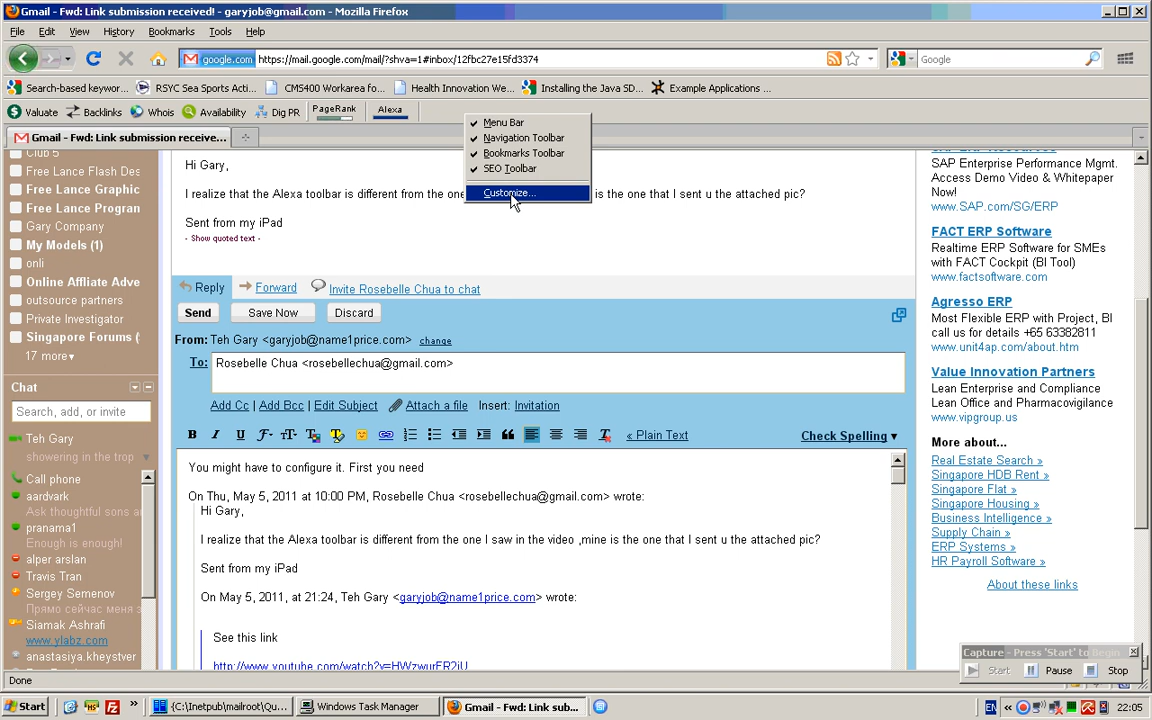 Gmail - Fwd: Link submission received! - garyjob@gmail.com - Mozilla Firefox
File Edit View History Bookmarks Tools Help
google.com https://mail.google.com/mail/?shva=1#inbox/12fbc27e15fd3374
Google
Search-based keywor... RSYC Sea Sports Acti... CMS400 Workarea fo... Health Innovation We... Installing the Java SD... Example Applications ...
Valuate Backlinks Whois Availability Dig PR PageRank Alexa
Gmail - Fwd: Link submission receive...
Menu Bar
Navigation Toolbar
Bookmarks Toolbar
SEO Toolbar
Customize...
Club 5
Free Lance Flash Des
Free Lance Graphic
Free Lance Progran
Gary Company
My Models (1)
onli
Online Affliate Adve
outsource partners
Private Investigator
Singapore Forums (
17 more▾
Chat
Search, add, or invite
Teh Gary
showering in the trop
Call phone
aardvark
Ask thoughtful sons a
pranama1
Enough is enough!
alper arslan
Travis Tran
Sergey Semenov
Прямо сейчас меня з
Siamak Ashrafi
www.ylabz.com
anastasiya.kheystver
Hi Gary,
I realize that the Alexa toolbar is different from the one is the one that I sent u the attached pic?
Sent from my iPad
- Show quoted text -
Reply Forward Invite Rosebelle Chua to chat
Send Save Now Discard
From: Teh Gary <garyjob@name1price.com> change
To: Rosebelle Chua <rosebellechua@gmail.com>
Add Cc | Add Bcc | Edit Subject Attach a file Insert: Invitation
B I U « Plain Text Check Spelling ▾
You might have to configure it. First you need
On Thu, May 5, 2011 at 10:00 PM, Rosebelle Chua <rosebellechua@gmail.com> wrote:
Hi Gary,
I realize that the Alexa toolbar is different from the one I saw in the video ,mine is the one that I sent u the attached pic?
Sent from my iPad
On May 5, 2011, at 21:24, Teh Gary <garyjob@name1price.com> wrote:
See this link
http://www.youtube.com/watch?v=HWzwurER2iU
SAP Enterprise Performance Mgmt.
Access Demo Video & Whitepaper
Now!
www.SAP.com/SG/ERP
FACT ERP Software
Realtime ERP Software for SMEs
with FACT Cockpit (BI Tool)
www.factsoftware.com
Agresso ERP
Most Flexible ERP with Project, BI
call us for details +65 63382811
www.unit4ap.com/about.htm
Value Innovation Partners
Lean Enterprise and Compliance
Lean Office and Pharmacovigilance
www.vipgroup.us
More about...
Real Estate Search »
Singapore HDB Rent »
Singapore Flat »
Singapore Housing »
Business Intelligence »
Supply Chain »
ERP Systems »
HR Payroll Software »
About these links
Capture - Press 'Start' to Begin
Start Pause Stop
Done
Start {C:\Inetpub\mailroot\Qu... Windows Task Manager Gmail - Fwd: Link sub... EN 22:05